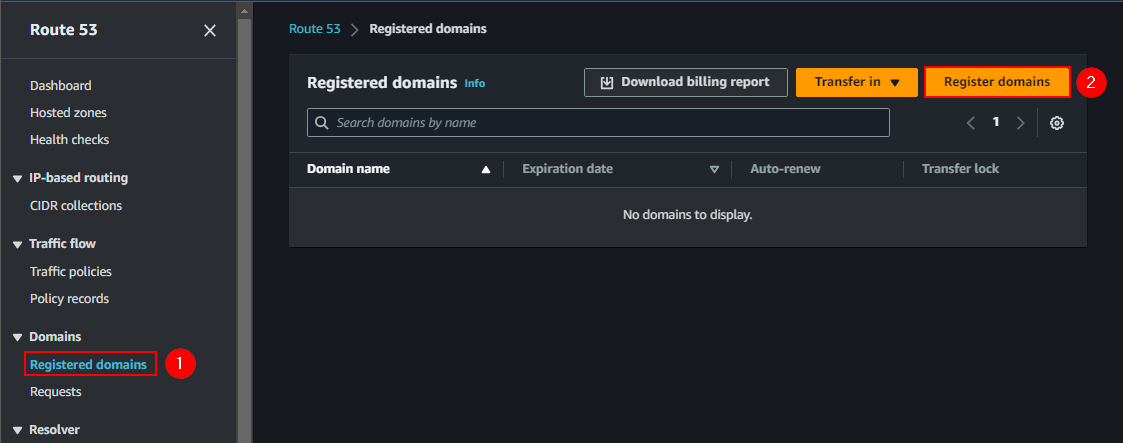 Route 53
Dashboard
Hosted zones
Health checks
IP-based routing
CIDR collections
Traffic flow
Traffic policies
Policy records
Domains
Registered domains 1
Requests
Resolver
Route 53 > Registered domains
Registered domains Info Download billing report Transfer in Register domains 2
Search domains by name 1
Domain name Expiration date Auto-renew Transfer lock
No domains to display.